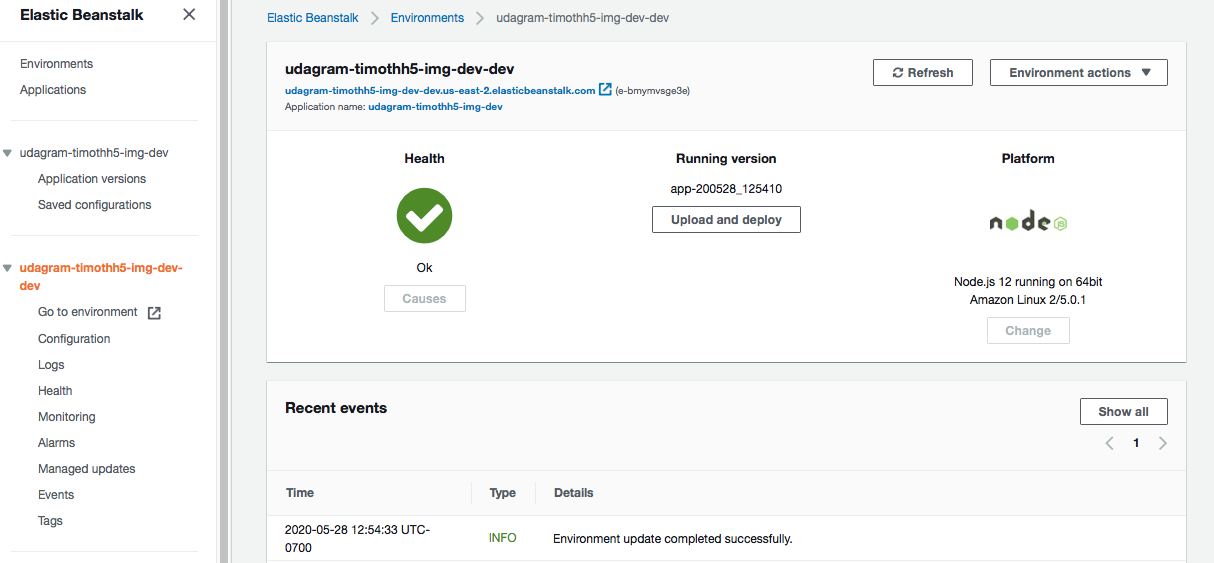 Elastic Beanstalk
Environments
Applications
udagram-timothh5-img-dev
Application versions
Saved configurations
udagram-timothh5-img-dev-
dev
Go to environment
Configuration
Logs
Health
Monitoring
Alarms
Managed updates
Events
Tags
Elastic Beanstalk > Environments > udagram-timothh5-img-dev-dev
udagram-timothh5-img-dev-dev
udagram-timothh5-img-dev-dev.us-east-2.elasticbeanstalk.com (e-bmymvsge3e)
Application name: udagram-timothh5-img-dev
Refresh
Environment actions
Health
Ok
Causes
Running version
app-200528_125410
Upload and deploy
Platform
node JS
Node.js 12 running on 64bit
Amazon Linux 2/5.0.1
Change
Recent events
Show all
1
Time Type Details
2020-05-28 12:54:33 UTC-
0700
INFO
Environment update completed successfully.